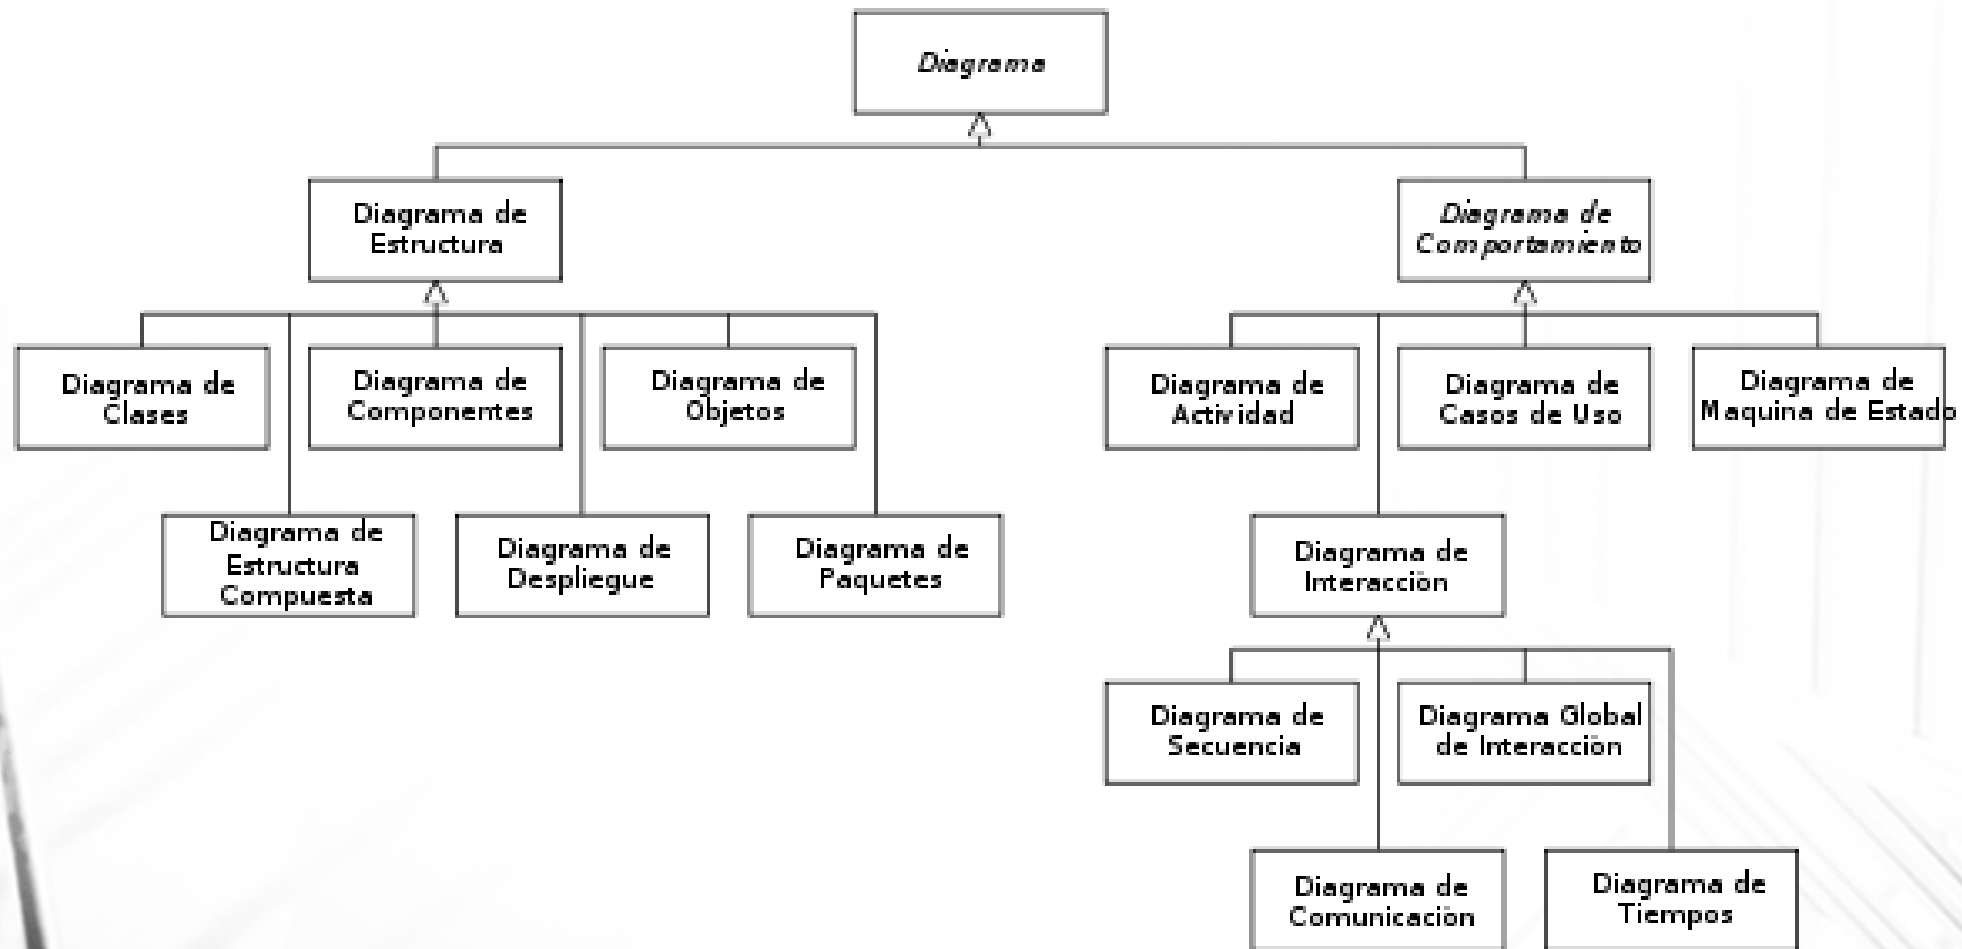 Diagrama
Diagrama de
Estructura
Diagrama de
Comportamiento
Diagrama de
Clases
Diagrama de
Componentes
Diagrama de
Objetos
Diagrama de
Actividad
Diagrama de
Casos de Uso
Diagrama de
Maquina de Estado
Diagrama de
Estructura
Compuesta
Diagrama de
Despliegue
Diagrama de
Paquetes
Diagrama de
Interacción
Diagrama de
Secuencia
Diagrama Global
de Interacción
Diagrama de
Comunicación
Diagrama de
Tiempos